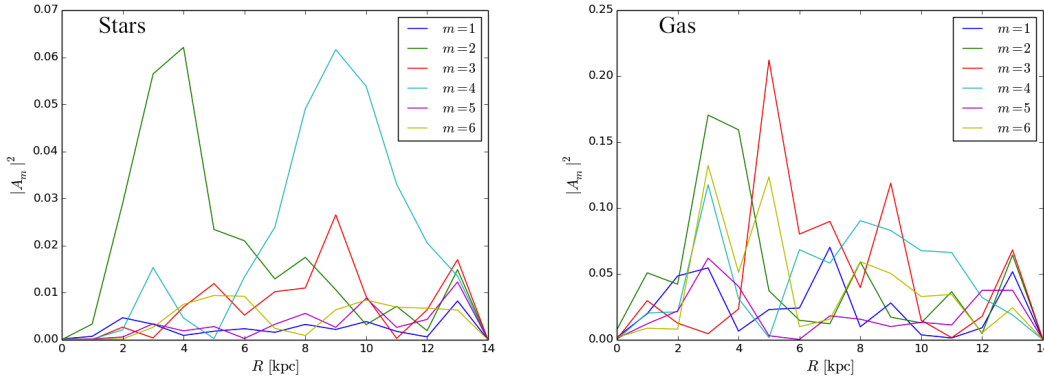 Stars
0.07
0.06
0.05
0.04
0.03
0.02
0.01
0.00
|A_m|^2
0 2 4 6 8 10 12 14
R [kpc]
m=1
m=2
m=3
m=4
m=5
m=6
Gas
0.25
0.20
0.15
0.10
0.05
0.00
|A_m|^2
0 2 4 6 8 10 12 14
R [kpc]
m=1
m=2
m=3
m=4
m=5
m=6